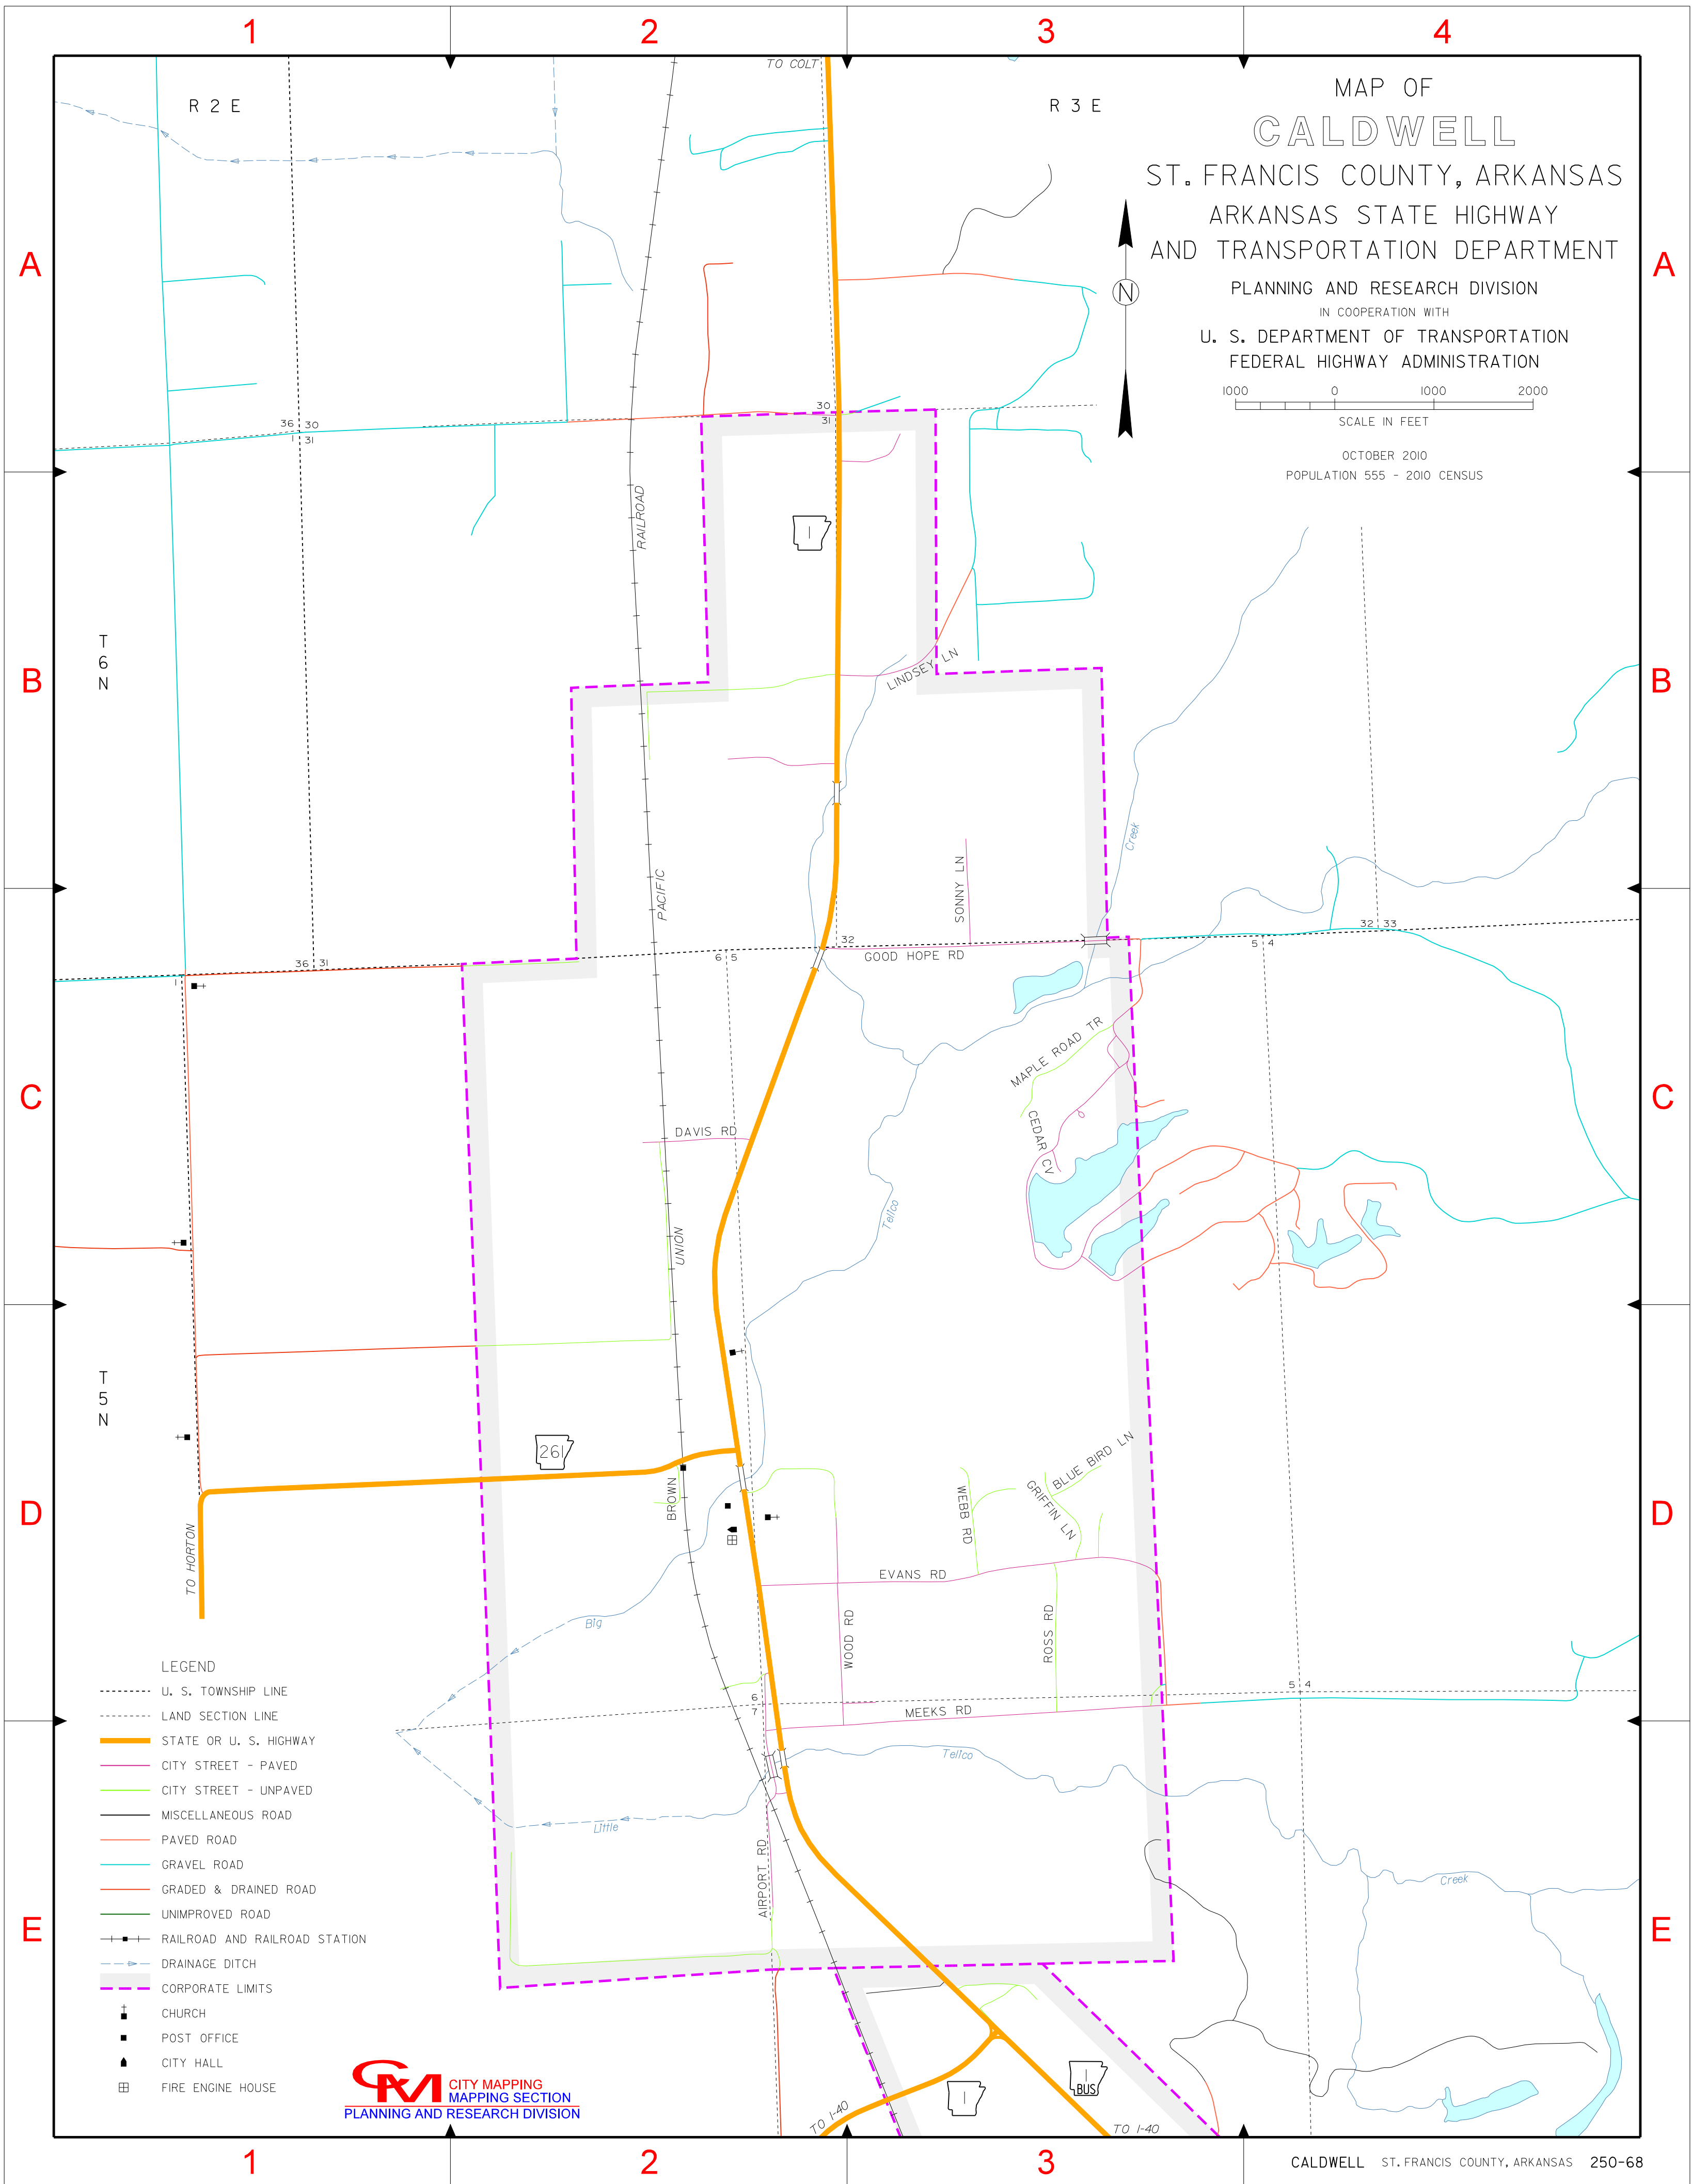 1
2
3
4
TO COLT
R 2 E
R 3 E
MAP OF
CALDWELL
ST. FRANCIS COUNTY, ARKANSAS
ARKANSAS STATE HIGHWAY
AND TRANSPORTATION DEPARTMENT
A
A
N
PLANNING AND RESEARCH DIVISION
IN COOPERATION WITH
U. S. DEPARTMENT OF TRANSPORTATION
FEDERAL HIGHWAY ADMINISTRATION
1000 0 1000 2000
SCALE IN FEET
OCTOBER 2010
POPULATION 555 - 2010 CENSUS
36 30
1 31
30
31
RAILROAD
1
T
6
N
B
B
LINDSEY LN
Creek
PACIFIC
SONNY LN
32
32 33
GOOD HOPE RD
6 5
5 4
36 31
1
MAPLE ROAD TR
C
C
DAVIS RD
CEDAR CV
Tellco
UNION
T
5
N
261
BLUE BIRD LN
GRIFFIN LN
WEBB RD
BROWN
D
D
TO HORTON
EVANS RD
Big
WOOD RD
ROSS RD
5 4
6
7
MEEKS RD
Tellco
Little
AIRPORT RD
Creek
E
E
LEGEND
U. S. TOWNSHIP LINE
LAND SECTION LINE
STATE OR U. S. HIGHWAY
CITY STREET - PAVED
CITY STREET - UNPAVED
MISCELLANEOUS ROAD
PAVED ROAD
GRAVEL ROAD
GRADED & DRAINED ROAD
UNIMPROVED ROAD
RAILROAD AND RAILROAD STATION
DRAINAGE DITCH
CORPORATE LIMITS
CHURCH
POST OFFICE
CITY HALL
FIRE ENGINE HOUSE
CM CITY MAPPING
MAPPING SECTION
PLANNING AND RESEARCH DIVISION
1
1
BUS
TO I-40
TO I-40
1
2
3
CALDWELL ST. FRANCIS COUNTY, ARKANSAS 250-68